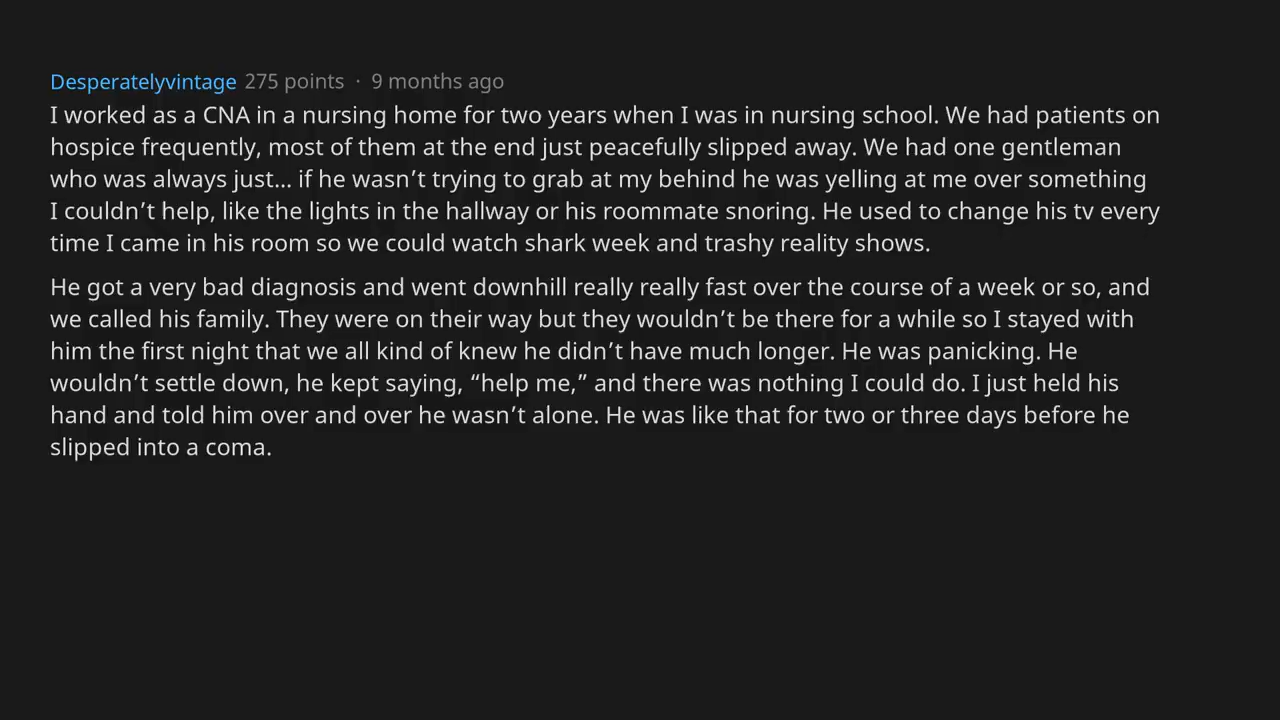 Desperatelyvintage 275 points · 9 months ago
I worked as a CNA in a nursing home for two years when I was in nursing school. We had patients on
hospice frequently, most of them at the end just peacefully slipped away. We had one gentleman
who was always just... if he wasn’t trying to grab at my behind he was yelling at me over something
I couldn’t help, like the lights in the hallway or his roommate snoring. He used to change his tv every
time I came in his room so we could watch shark week and trashy reality shows.
He got a very bad diagnosis and went downhill really really fast over the course of a week or so, and
we called his family. They were on their way but they wouldn’t be there for a while so I stayed with
him the first night that we all kind of knew he didn’t have much longer. He was panicking. He
wouldn’t settle down, he kept saying, “help me,” and there was nothing I could do. I just held his
hand and told him over and over he wasn’t alone. He was like that for two or three days before he
slipped into a coma.